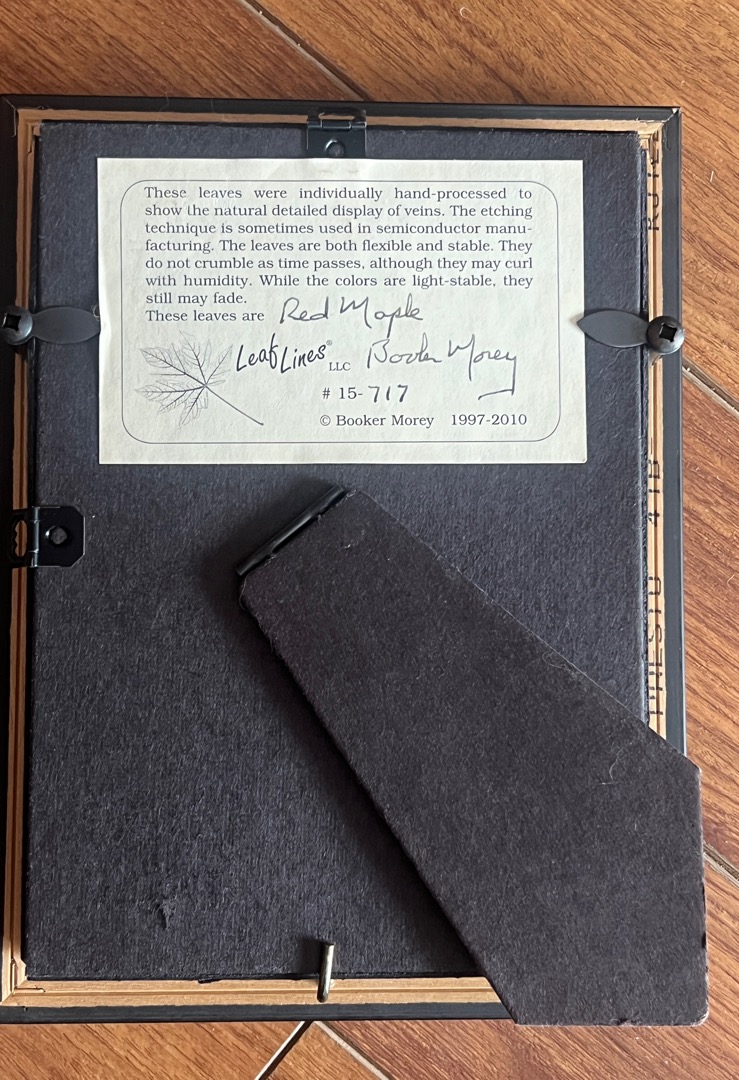 These leaves were individually hand-processed to
show the natural detailed display of veins. The etching
technique is sometimes used in semiconductor manu-
facturing. The leaves are both flexible and stable. They
do not crumble as time passes, although they may curl
with humidity. While the colors are light-stable, they
still may fade.
These leaves are Red Maple
Leaf Lines® LLC Booker Morey
# 15-717
© Booker Morey 1997-2010